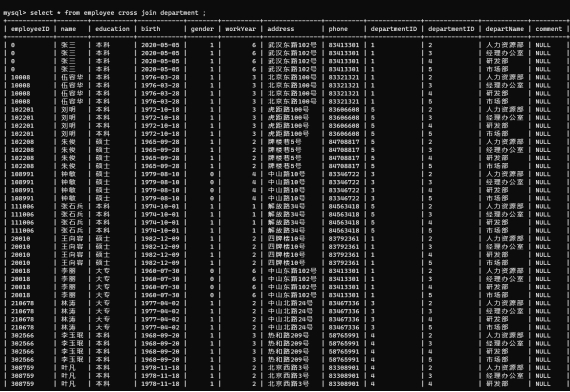 mysql> select * from employee cross join department ;
| employeeID | name | education | birth | gender | workYear | address | phone | departmentID | departmentID | departName | comment |
| 0 | 张三 | 本科 | 2020-05-02 | 1 | 6 | 武汉东路102号 | 83413301 | 1 | 2 | 人力资源部 | NULL |
| 0 | 张三 | 本科 | 2020-05-02 | 1 | 6 | 武汉东路102号 | 83413301 | 1 | 3 | 经理办公室 | NULL |
| 0 | 张三 | 本科 | 2020-05-02 | 1 | 6 | 武汉东路102号 | 83413301 | 1 | 4 | 研发部 | NULL |
| 0 | 张三 | 本科 | 2020-05-02 | 1 | 6 | 武汉东路102号 | 83413301 | 1 | 5 | 市场部 | NULL |
| 10008 | 伍容华 | 本科 | 1976-03-28 | 1 | 3 | 北京东路100号 | 83321321 | 1 | 2 | 人力资源部 | NULL |
| 10008 | 伍容华 | 本科 | 1976-03-28 | 1 | 3 | 北京东路100号 | 83321321 | 1 | 3 | 经理办公室 | NULL |
| 10008 | 伍容华 | 本科 | 1976-03-28 | 1 | 3 | 北京东路100号 | 83321321 | 1 | 4 | 研发部 | NULL |
| 10008 | 伍容华 | 本科 | 1976-03-28 | 1 | 3 | 北京东路100号 | 83321321 | 1 | 5 | 市场部 | NULL |
| 102201 | 刘明 | 本科 | 1972-10-18 | 1 | 3 | 虎距路100号 | 83606608 | 5 | 2 | 人力资源部 | NULL |
| 102201 | 刘明 | 本科 | 1972-10-18 | 1 | 3 | 虎距路100号 | 83606608 | 5 | 3 | 经理办公室 | NULL |
| 102201 | 刘明 | 本科 | 1972-10-18 | 1 | 3 | 虎距路100号 | 83606608 | 5 | 4 | 研发部 | NULL |
| 102201 | 刘明 | 本科 | 1972-10-18 | 1 | 3 | 虎距路100号 | 83606608 | 5 | 5 | 市场部 | NULL |
| 102208 | 朱俊 | 硕士 | 1965-09-28 | 1 | 2 | 牌楼巷5号 | 84708817 | 5 | 2 | 人力资源部 | NULL |
| 102208 | 朱俊 | 硕士 | 1965-09-28 | 1 | 2 | 牌楼巷5号 | 84708817 | 5 | 3 | 经理办公室 | NULL |
| 102208 | 朱俊 | 硕士 | 1965-09-28 | 1 | 2 | 牌楼巷5号 | 84708817 | 5 | 4 | 研发部 | NULL |
| 102208 | 朱俊 | 硕士 | 1965-09-28 | 1 | 2 | 牌楼巷5号 | 84708817 | 5 | 5 | 市场部 | NULL |
| 108991 | 钟敏 | 硕士 | 1979-08-10 | 0 | 4 | 中山路10号 | 83346722 | 3 | 2 | 人力资源部 | NULL |
| 108991 | 钟敏 | 硕士 | 1979-08-10 | 0 | 4 | 中山路10号 | 83346722 | 3 | 3 | 经理办公室 | NULL |
| 108991 | 钟敏 | 硕士 | 1979-08-10 | 0 | 4 | 中山路10号 | 83346722 | 3 | 4 | 研发部 | NULL |
| 108991 | 钟敏 | 硕士 | 1979-08-10 | 0 | 4 | 中山路10号 | 83346722 | 3 | 5 | 市场部 | NULL |
| 111006 | 张石兵 | 本科 | 1974-10-01 | 1 | 1 | 解放路34号 | 84563418 | 5 | 2 | 人力资源部 | NULL |
| 111006 | 张石兵 | 本科 | 1974-10-01 | 1 | 1 | 解放路34号 | 84563418 | 5 | 3 | 经理办公室 | NULL |
| 111006 | 张石兵 | 本科 | 1974-10-01 | 1 | 1 | 解放路34号 | 84563418 | 5 | 4 | 研发部 | NULL |
| 111006 | 张石兵 | 本科 | 1974-10-01 | 1 | 1 | 解放路34号 | 84563418 | 5 | 5 | 市场部 | NULL |
| 20010 | 王向容 | 硕士 | 1982-12-09 | 1 | 2 | 四牌楼10号 | 83792361 | 1 | 2 | 人力资源部 | NULL |
| 20010 | 王向容 | 硕士 | 1982-12-09 | 1 | 2 | 四牌楼10号 | 83792361 | 1 | 3 | 经理办公室 | NULL |
| 20010 | 王向容 | 硕士 | 1982-12-09 | 1 | 2 | 四牌楼10号 | 83792361 | 1 | 4 | 研发部 | NULL |
| 20010 | 王向容 | 硕士 | 1982-12-09 | 1 | 2 | 四牌楼10号 | 83792361 | 1 | 5 | 市场部 | NULL |
| 20018 | 李丽 | 大专 | 1960-07-30 | 0 | 6 | 中山东路102号 | 83413301 | 1 | 2 | 人力资源部 | NULL |
| 20018 | 李丽 | 大专 | 1960-07-30 | 0 | 6 | 中山东路102号 | 83413301 | 1 | 3 | 经理办公室 | NULL |
| 20018 | 李丽 | 大专 | 1960-07-30 | 0 | 6 | 中山东路102号 | 83413301 | 1 | 4 | 研发部 | NULL |
| 20018 | 李丽 | 大专 | 1960-07-30 | 0 | 6 | 中山东路102号 | 83413301 | 1 | 5 | 市场部 | NULL |
| 210678 | 林涛 | 大专 | 1977-04-02 | 1 | 2 | 中山北路24号 | 83467336 | 3 | 2 | 人力资源部 | NULL |
| 210678 | 林涛 | 大专 | 1977-04-02 | 1 | 2 | 中山北路24号 | 83467336 | 3 | 3 | 经理办公室 | NULL |
| 210678 | 林涛 | 大专 | 1977-04-02 | 1 | 2 | 中山北路24号 | 83467336 | 3 | 4 | 研发部 | NULL |
| 210678 | 林涛 | 大专 | 1977-04-02 | 1 | 2 | 中山北路24号 | 83467336 | 3 | 5 | 市场部 | NULL |
| 302566 | 李玉珉 | 本科 | 1968-09-20 | 1 | 3 | 热和路209号 | 58765991 | 4 | 2 | 人力资源部 | NULL |
| 302566 | 李玉珉 | 本科 | 1968-09-20 | 1 | 3 | 热和路209号 | 58765991 | 4 | 3 | 经理办公室 | NULL |
| 302566 | 李玉珉 | 本科 | 1968-09-20 | 1 | 3 | 热和路209号 | 58765991 | 4 | 4 | 研发部 | NULL |
| 302566 | 李玉珉 | 本科 | 1968-09-20 | 1 | 3 | 热和路209号 | 58765991 | 4 | 5 | 市场部 | NULL |
| 308759 | 叶凡 | 本科 | 1978-11-18 | 1 | 2 | 北京西路3号 | 83308901 | 4 | 2 | 人力资源部 | NULL |
| 308759 | 叶凡 | 本科 | 1978-11-18 | 1 | 2 | 北京西路3号 | 83308901 | 4 | 3 | 经理办公室 | NULL |
| 308759 | 叶凡 | 本科 | 1978-11-18 | 1 | 2 | 北京西路3号 | 83308901 | 4 | 4 | 研发部 | NULL |